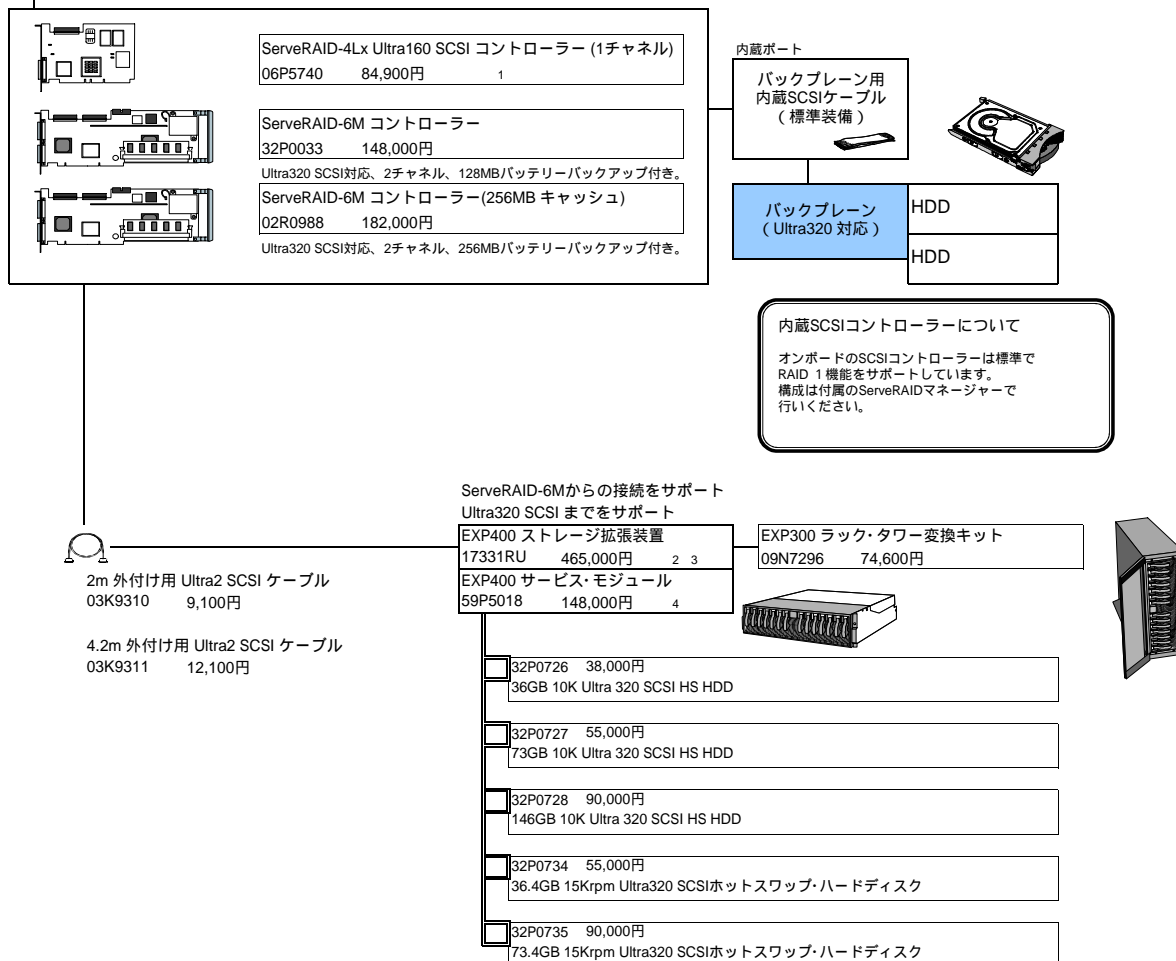 ServeRAID-4Lx Ultra160 SCSI コントローラー (1チャネル)
06P5740 84,900円 1
ServeRAID-6M コントローラー
32P0033 148,000円
Ultra320 SCSI対応、2チャネル、128MBバッテリーバックアップ付き。
ServeRAID-6M コントローラー(256MB キャッシュ)
02R0988 182,000円
Ultra320 SCSI対応、2チャネル、256MBバッテリーバックアップ付き。
内蔵ポート
バックプレーン用
内蔵SCSIケーブル
(標準装備)
バックプレーン
(Ultra320 対応)
HDD
HDD
内蔵SCSIコントローラーについて
オンボードのSCSIコントローラーは標準で
RAID 1機能をサポートしています。
構成は付属のServeRAIDマネージャーで
行いください。
ServeRAID-6Mからの接続をサポート
Ultra320 SCSI までをサポート
EXP400 ストレージ拡張装置
17331RU 465,000円 2 3
EXP400 サービス・モジュール
59P5018 148,000円 4
EXP300 ラック・タワー変換キット
09N7296 74,600円
2m 外付け用 Ultra2 SCSI ケーブル
03K9310 9,100円
4.2m 外付け用 Ultra2 SCSI ケーブル
03K9311 12,100円
32P0726 38,000円
36GB 10K Ultra 320 SCSI HS HDD
32P0727 55,000円
73GB 10K Ultra 320 SCSI HS HDD
32P0728 90,000円
146GB 10K Ultra 320 SCSI HS HDD
32P0734 55,000円
36.4GB 15Krpm Ultra320 SCSIホットスワップ・ハードディスク
32P0735 90,000円
73.4GB 15Krpm Ultra320 SCSIホットスワップ・ハードディスク